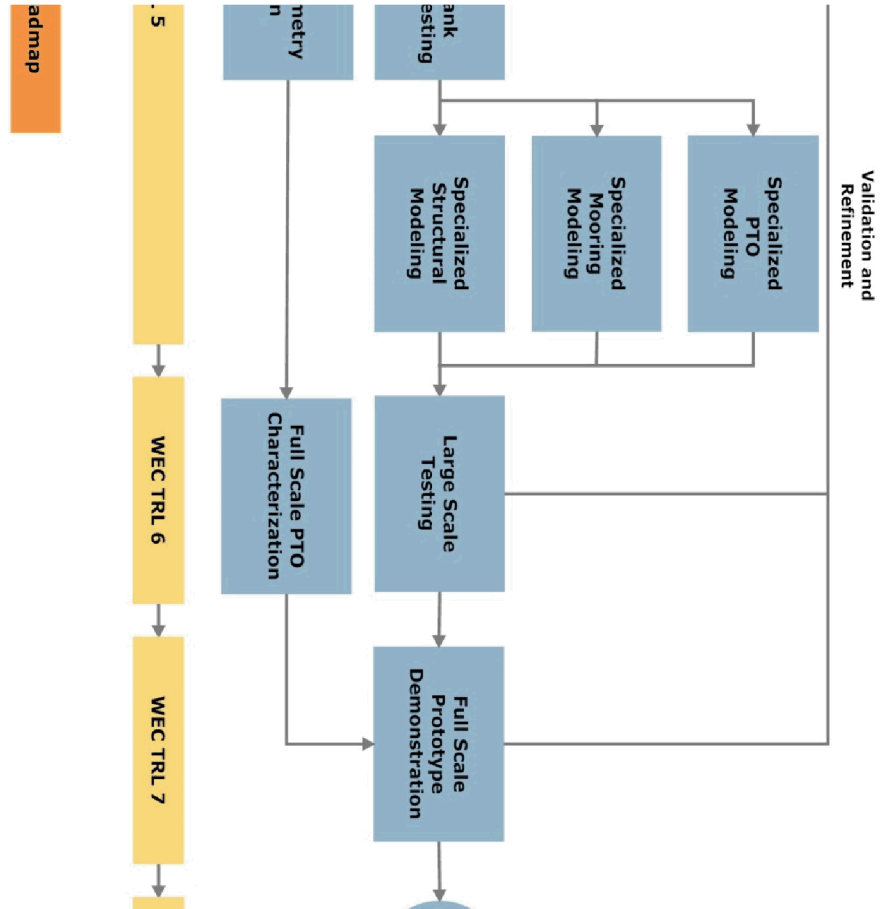 Validation and
Refinement
Specialized
PTO
Modeling
Specialized
Mooring
Modeling
ank
esting
Specialized
Structural
Modeling
Large Scale
Testing
Full Scale
Prototype
Demonstration
metry
n
Full Scale PTO
Characterization
5
WEC TRL 6
WEC TRL 7
admap